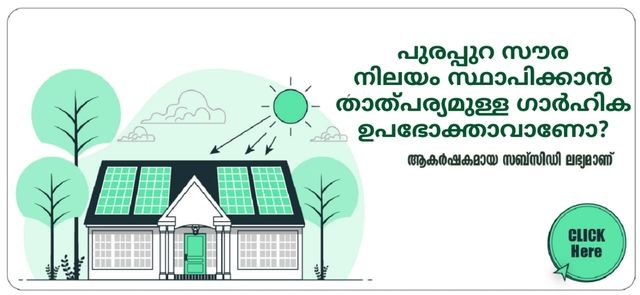 പുരപ്പുറ സൗര
നിലയം സ്ഥാപിക്കാൻ
താത്പര്യമുള്ള ഗാർഹിക
ഉപഭോക്താവാണോ?
ആകർഷകമായ സബ്സിഡി ലഭ്യമാണ്
CLICK
Here